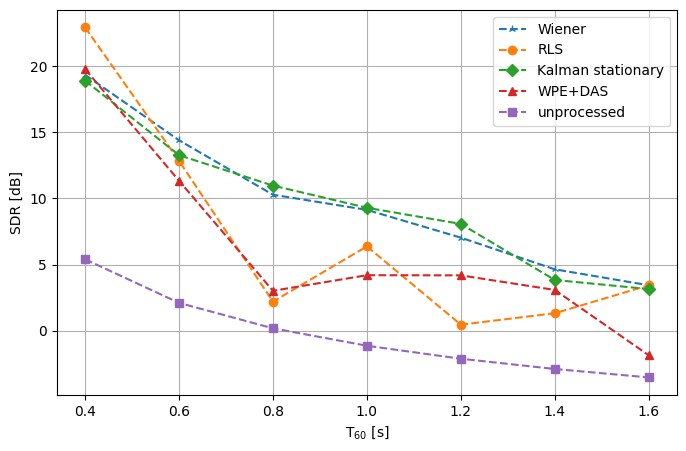 Wiener
RLS
Kalman stationary
WPE+DAS
unprocessed
SDR [dB]
20
15
10
5
0
0.4 0.6 0.8 1.0 1.2 1.4 1.6
T60 [s]